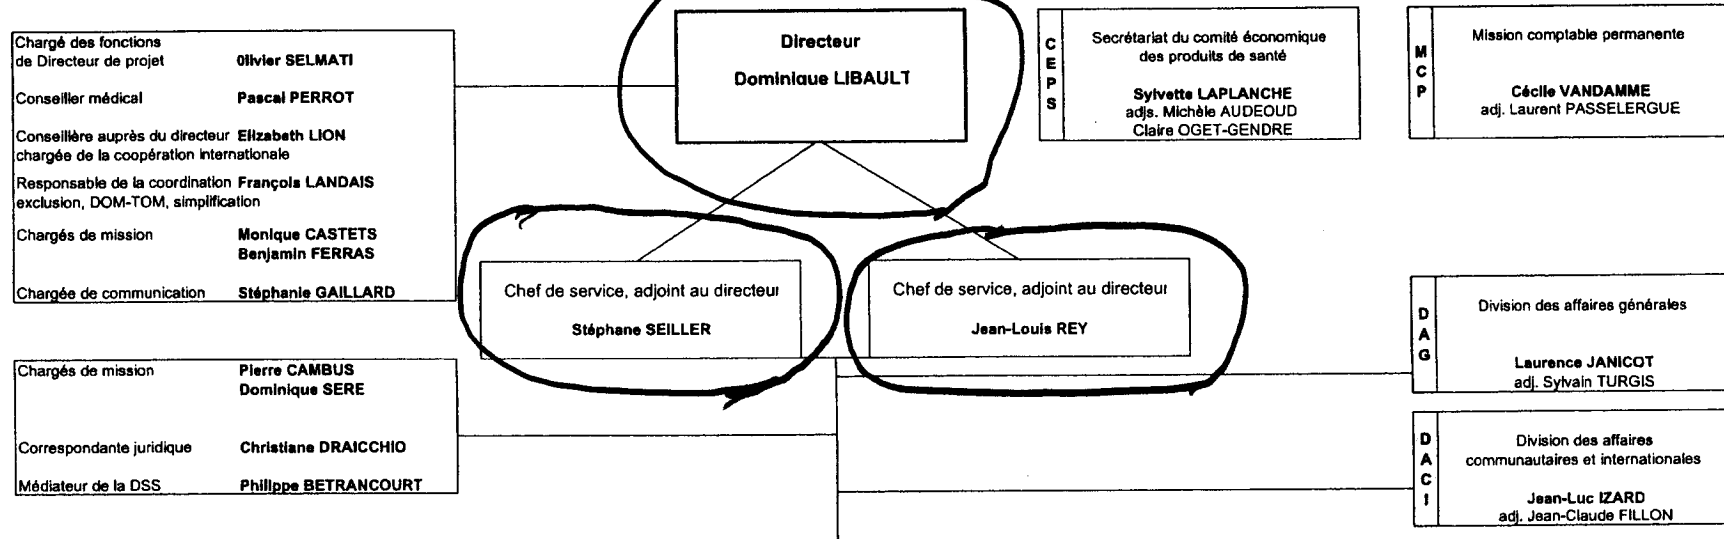 Chargé des fonctions
de Directeur de projet Olivier SELMATI
Conseiller médical Pascal PERROT
Conseillère auprès du directeur Elizabeth LION
chargée de la coopération internationale
Responsable de la coordination François LANDAIS
exclusion, DOM-TOM, simplification
Chargés de mission Monique CASTETS
Benjamin FERRAS
Chargée de communication Stéphanie GAILLARD
Directeur
Dominique LIBAULT
CEPS
Secrétariat du comité économique
des produits de santé
Sylvette LAPLANCHE
adjs. Michèle AUDEOUD
Claire OGET-GENDRE
MCP
Mission comptable permanente
Cécile VANDAMME
adj. Laurent PASSELERGUE
Chef de service, adjoint au directeur
Stéphane SEILLER
Chef de service, adjoint au directeur
Jean-Louis REY
DAG
Division des affaires générales
Laurence JANICOT
adj. Sylvain TURGIS
Chargés de mission Pierre CAMBUS
Dominique SERE
Correspondante juridique Christiane DRAICCHIO
Médiateur de la DSS Philippe BETRANCOURT
DACI
Division des affaires
communautaires et internationales
Jean-Luc IZARD
adj. Jean-Claude FILLON